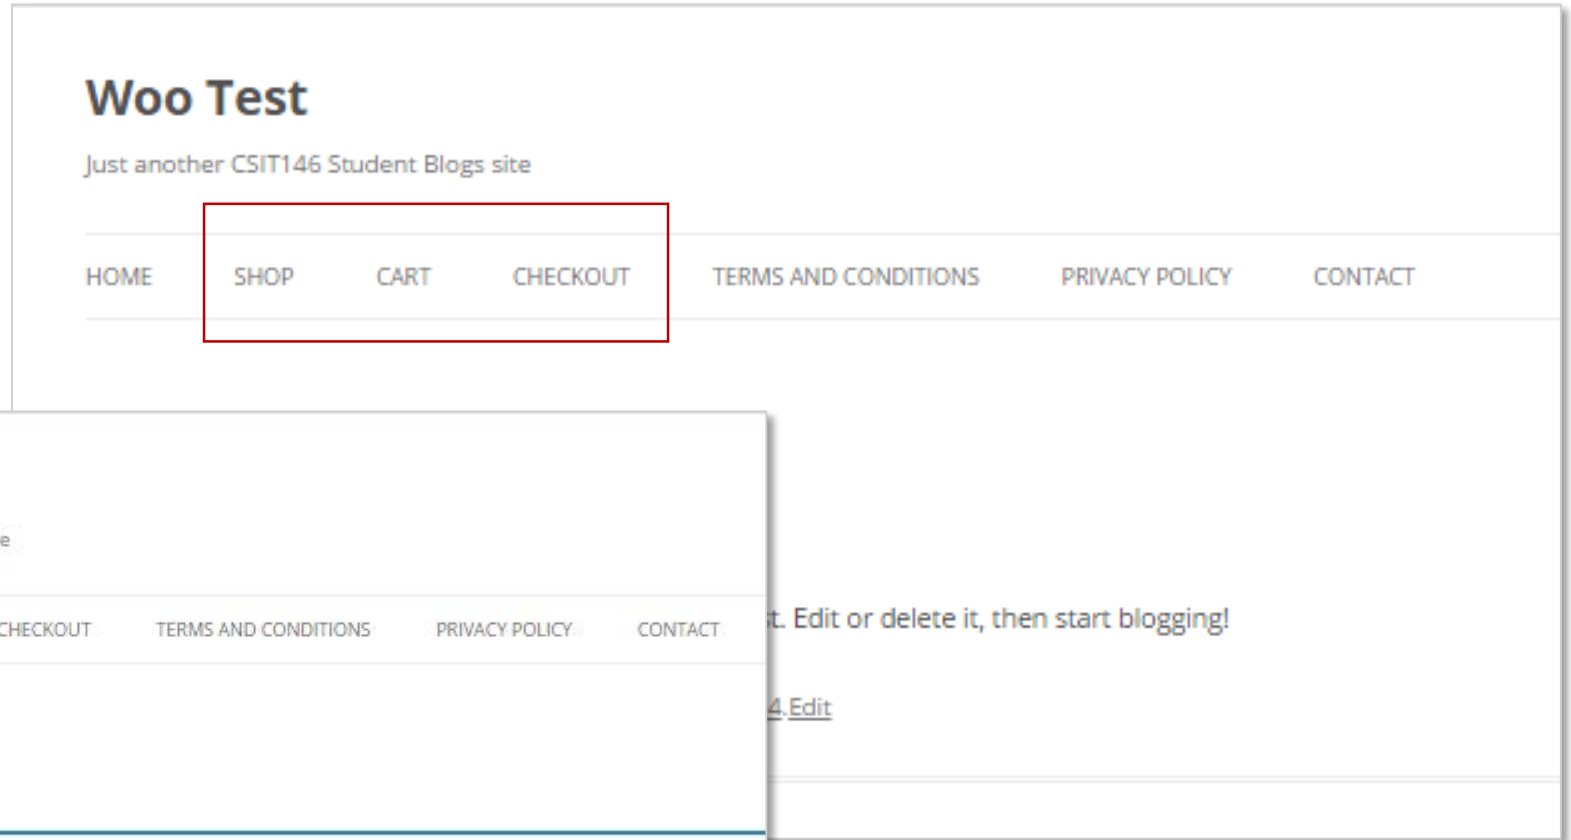 Woo Test
Just another CSIT146 Student Blogs site
HOME SHOP CART CHECKOUT TERMS AND CONDITIONS PRIVACY POLICY CONTACT
e
CHECKOUT TERMS AND CONDITIONS PRIVACY POLICY CONTACT
t. Edit or delete it, then start blogging!
4.Edit